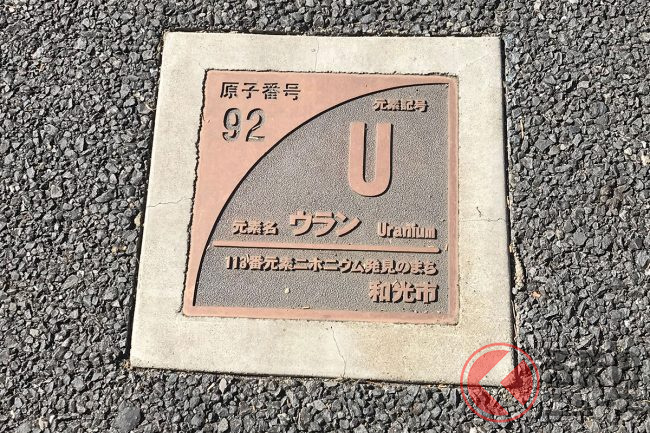 原子番号
92
元素記号
U
元素名 ウラン Uranium
113番元素ニホニウム発見のまち
和光市